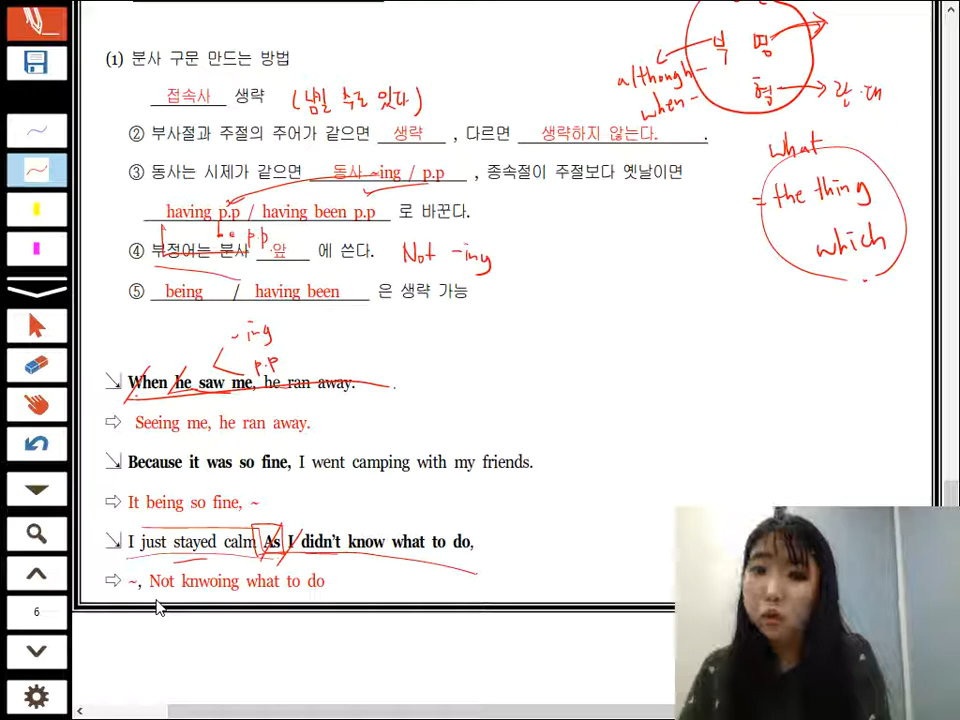 (1) 분사 구문 만드는 방법
접속사 생략 (냄길 수도 있다)
② 부사절과 주절의 주어가 같으면 생략 , 다르면 생략하지 않는다. .
③ 동사는 시제가 같으면 동사 ~ing / p.p , 종속절이 주절보다 옛날이면
having p.p / having been p.p 로 바꾼다.
be p.p
④ 부정어는 분사 앞 에 쓴다. Not -ing
⑤ being / having been 은 생략 가능
-ing
p.p
When he saw me, he ran away.
⇨ Seeing me, he ran away.
Because it was so fine, I went camping with my friends.
⇨ It being so fine, ~
I just stayed calm As I didn't know what to do,
⇨ ~, Not knwoing what to do
부 명
although
형 → 관·대
when
what
= the thing
which
6